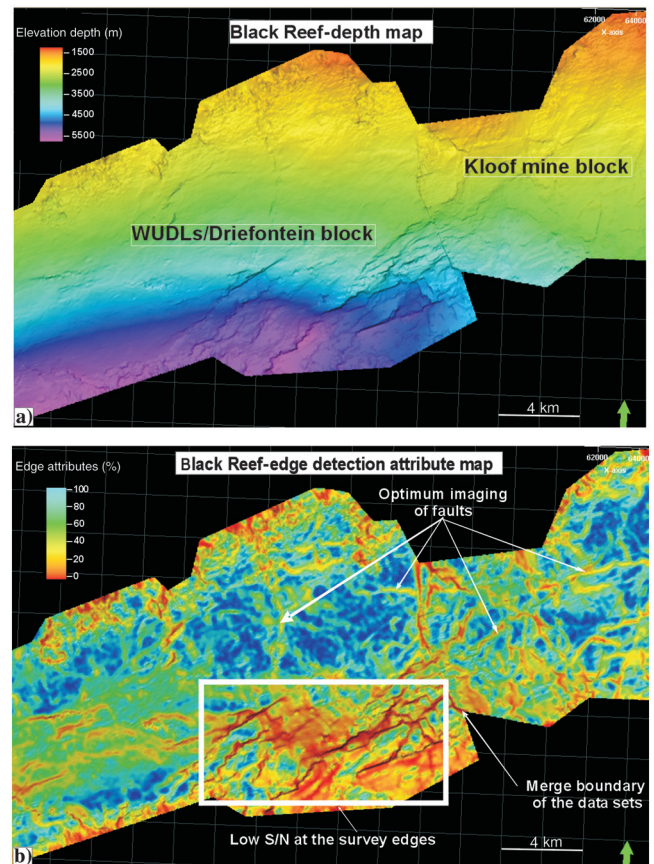 Elevation depth (m)
1500
2500
3500
4500
5500
Black Reef-depth map
62000
64000
X-axis
Kloof mine block
WUDLs/Driefontein block
4 km
a)
Edge attributes (%)
100
80
60
40
20
0
Black Reef-edge detection attribute map
62000
64000
X-axis
Optimum imaging
of faults
Merge boundary
of the data sets
Low S/N at the survey edges
4 km
b)